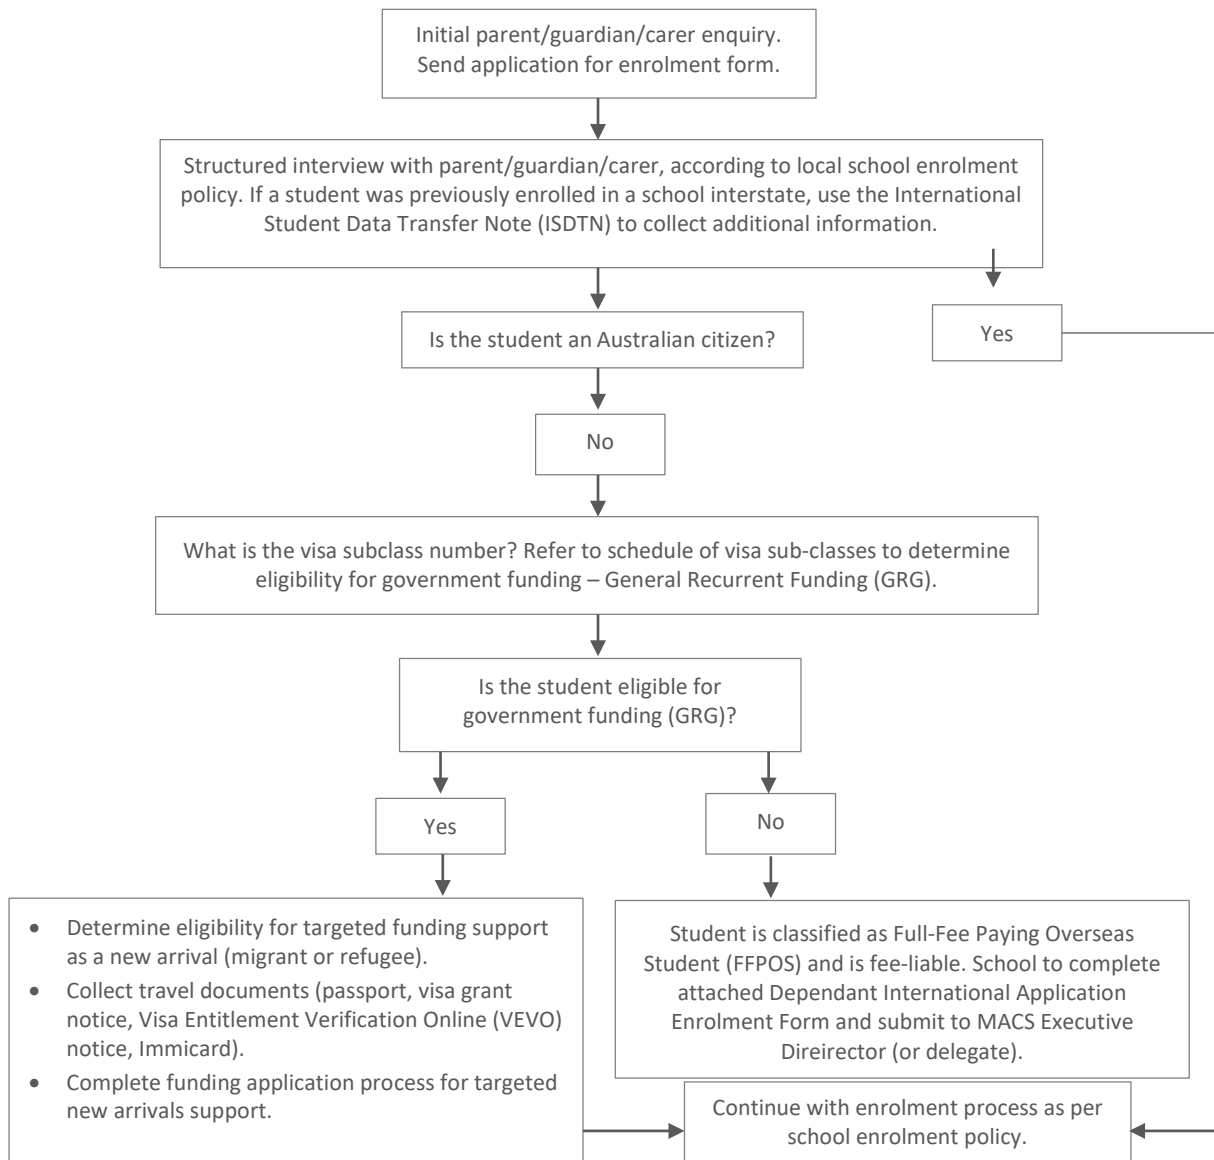 Initial parent/guardian/carer enquiry.
Send application for enrolment form.
Structured interview with parent/guardian/carer, according to local school enrolment
policy. If a student was previously enrolled in a school interstate, use the International
Student Data Transfer Note (ISDTN) to collect additional information.
Is the student an Australian citizen?
Yes
No
What is the visa subclass number? Refer to schedule of visa sub-classes to determine
eligibility for government funding – General Recurrent Funding (GRG).
Is the student eligible for
government funding (GRG)?
Yes
No
• Determine eligibility for targeted funding support
as a new arrival (migrant or refugee).
• Collect travel documents (passport, visa grant
notice, Visa Entitlement Verification Online (VEVO)
notice, Immicard).
• Complete funding application process for targeted
new arrivals support.
Student is classified as Full-Fee Paying Overseas
Student (FFPOS) and is fee-liable. School to complete
attached Dependant International Application
Enrolment Form and submit to MACS Executive
Direirector (or delegate).
Continue with enrolment process as per
school enrolment policy.